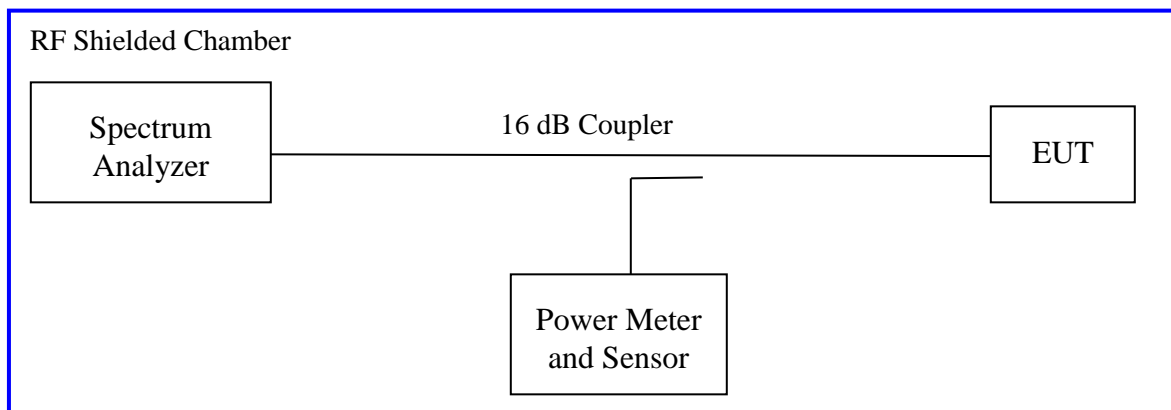 RF Shielded Chamber
Spectrum
Analyzer
16 dB Coupler
EUT
Power Meter
and Sensor